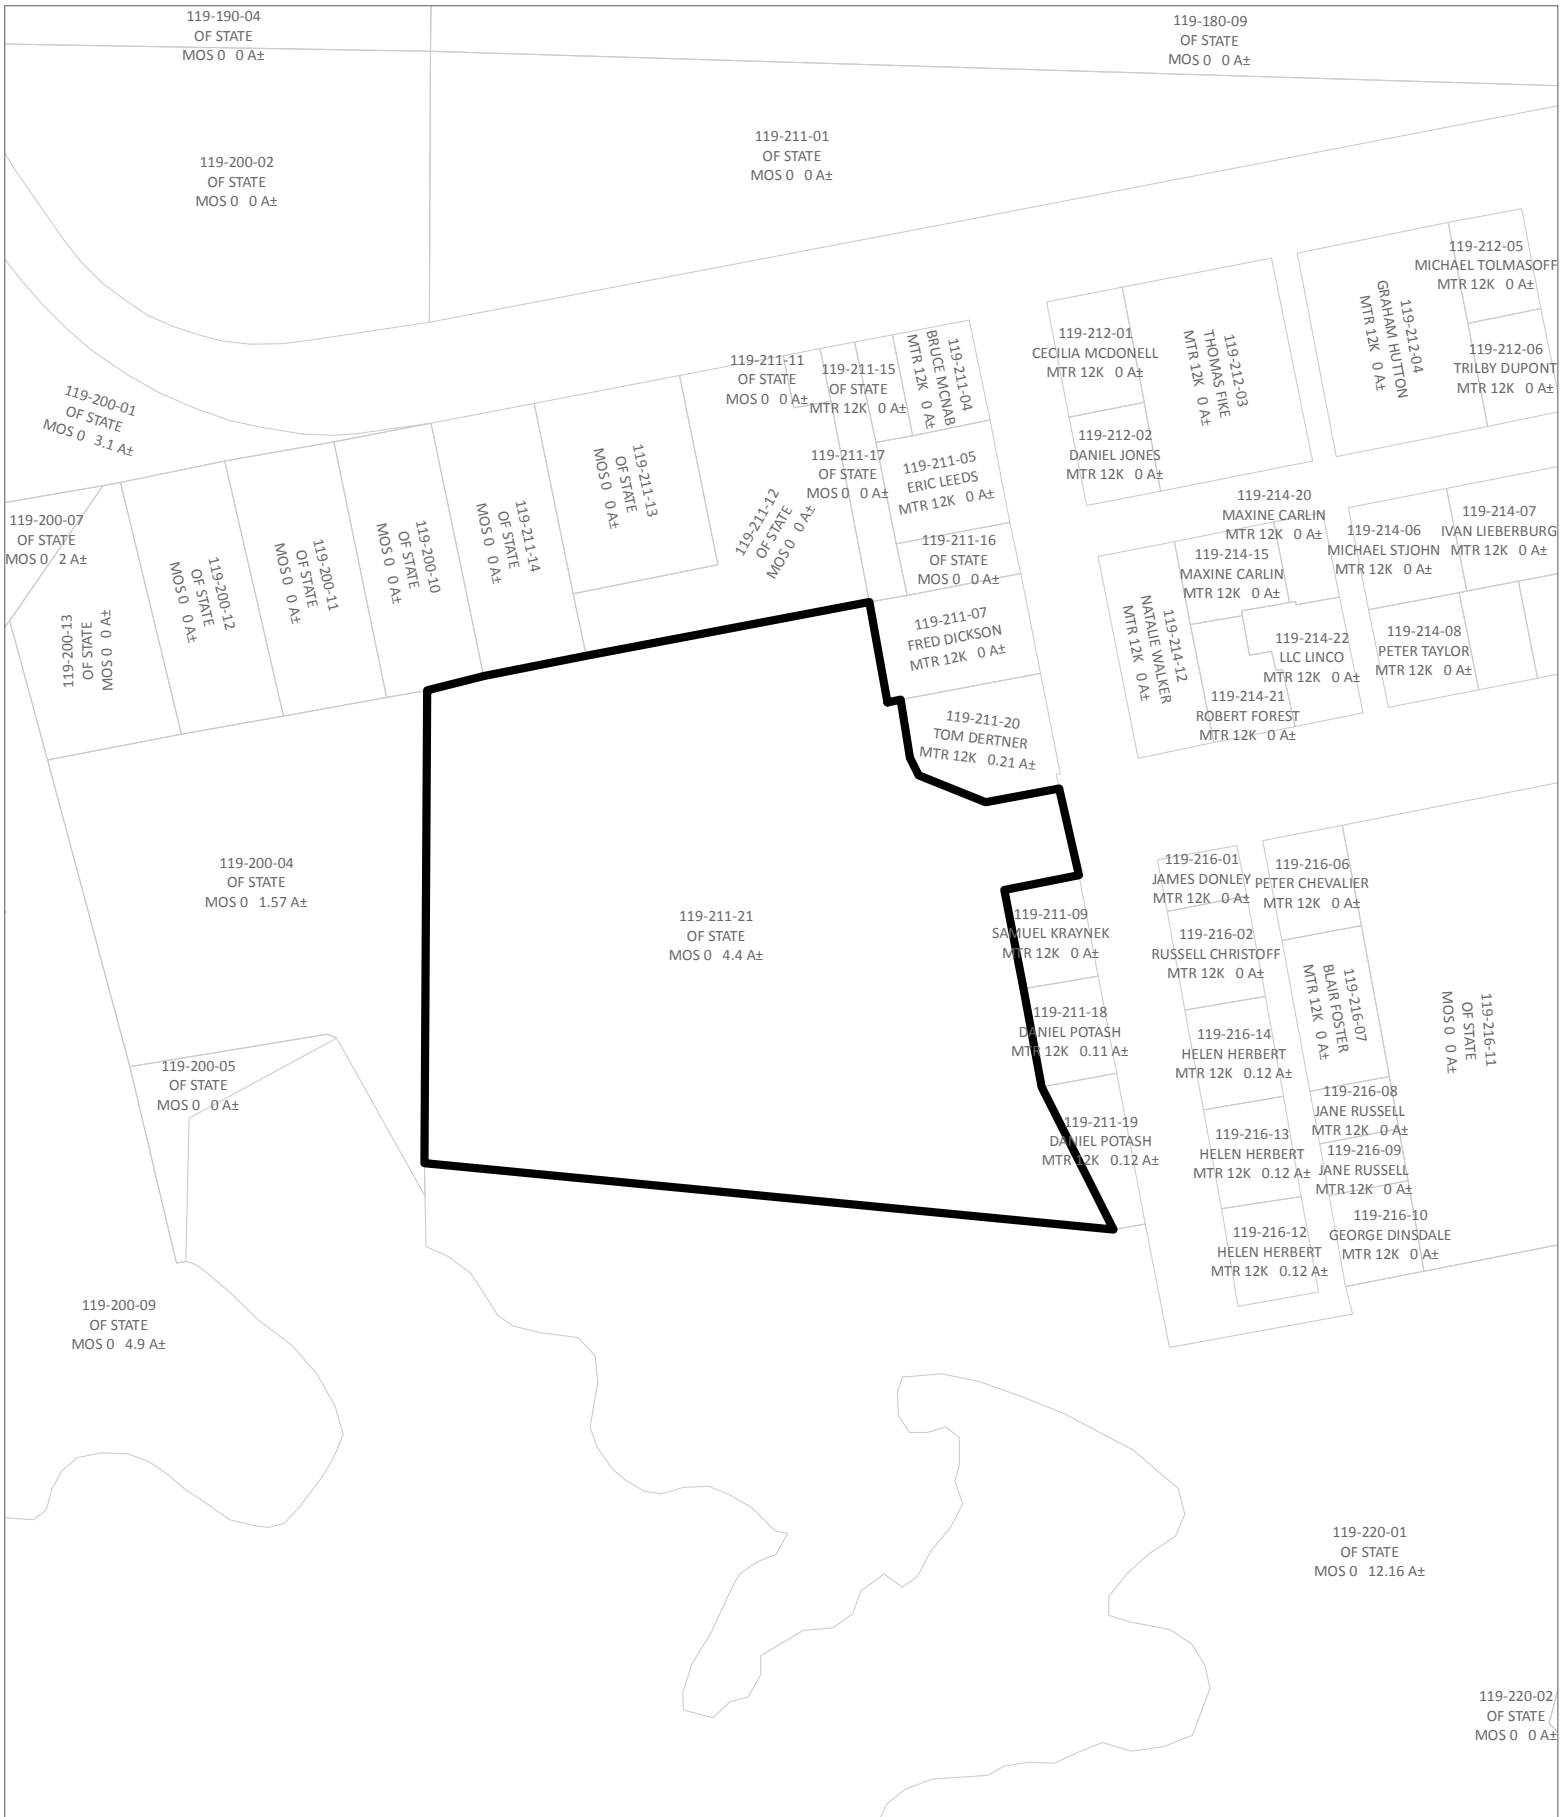 119-190-04
OF STATE
MOS 0 0 A±
119-180-09
OF STATE
MOS 0 0 A±
119-200-02
OF STATE
MOS 0 0 A±
119-211-01
OF STATE
MOS 0 0 A±
119-212-05
MICHAEL TOLMASOFF
MTR 12K 0 A±
119-212-04
GRAHAM HUTTON
MTR 12K 0 A±
119-212-06
TRILBY DUPONT
MTR 12K 0 A±
119-212-01
CECILIA MCDONELL
MTR 12K 0 A±
119-212-03
THOMAS FIKE
MTR 12K 0 A±
119-211-11
OF STATE
MOS 0 0 A±
119-211-15
OF STATE
MTR 12K 0 A±
119-211-04
BRUCE MCNAB
MTR 12K 0 A±
119-200-01
OF STATE
MOS 0 3.1 A±
119-212-02
DANIEL JONES
MTR 12K 0 A±
119-211-17
OF STATE
MOS 0 0 A±
119-211-05
ERIC LEEDS
MTR 12K 0 A±
119-211-13
OF STATE
MOS 0 0 A±
119-211-12
OF STATE
MOS 0 0 A±
119-211-14
OF STATE
MOS 0 0 A±
119-200-10
OF STATE
MOS 0 0 A±
119-200-11
OF STATE
MOS 0 0 A±
119-200-12
OF STATE
MOS 0 0 A±
119-200-07
OF STATE
MOS 0 2 A±
119-200-13
OF STATE
MOS 0 0 A±
119-211-16
OF STATE
MOS 0 0 A±
119-214-20
MAXINE CARLIN
MTR 12K 0 A±
119-214-15
MAXINE CARLIN
MTR 12K 0 A±
119-214-06
MICHAEL STJOHN
MTR 12K 0 A±
119-214-07
IVAN LIEBERBURG
MTR 12K 0 A±
119-211-07
FRED DICKSON
MTR 12K 0 A±
119-214-12
NATALIE WALKER
MTR 12K 0 A±
119-214-22
LLC LINCO
MTR 12K 0 A±
119-214-08
PETER TAYLOR
MTR 12K 0 A±
119-214-21
ROBERT FOREST
MTR 12K 0 A±
119-211-20
TOM DERTNER
MTR 12K 0.21 A±
119-200-04
OF STATE
MOS 0 1.57 A±
119-211-21
OF STATE
MOS 0 4.4 A±
119-211-09
SAMUEL KRAYNEK
MTR 12K 0 A±
119-216-01
JAMES DONLEY
MTR 12K 0 A±
119-216-06
PETER CHEVALIER
MTR 12K 0 A±
119-216-02
RUSSELL CHRISTOFF
MTR 12K 0 A±
119-216-07
BLAIR FOSTER
MTR 12K 0 A±
119-216-11
OF STATE
MOS 0 0 A±
119-211-18
DANIEL POTASH
MTR 12K 0.11 A±
119-216-14
HELEN HERBERT
MTR 12K 0.12 A±
119-200-05
OF STATE
MOS 0 0 A±
119-216-08
JANE RUSSELL
MTR 12K 0 A±
119-211-19
DANIEL POTASH
MTR 12K 0.12 A±
119-216-13
HELEN HERBERT
MTR 12K 0.12 A±
119-216-09
JANE RUSSELL
MTR 12K 0 A±
119-216-10
GEORGE DINSDALE
MTR 12K 0 A±
119-216-12
HELEN HERBERT
MTR 12K 0.12 A±
119-200-09
OF STATE
MOS 0 4.9 A±
119-220-01
OF STATE
MOS 0 12.16 A±
119-220-02
OF STATE
MOS 0 0 A±